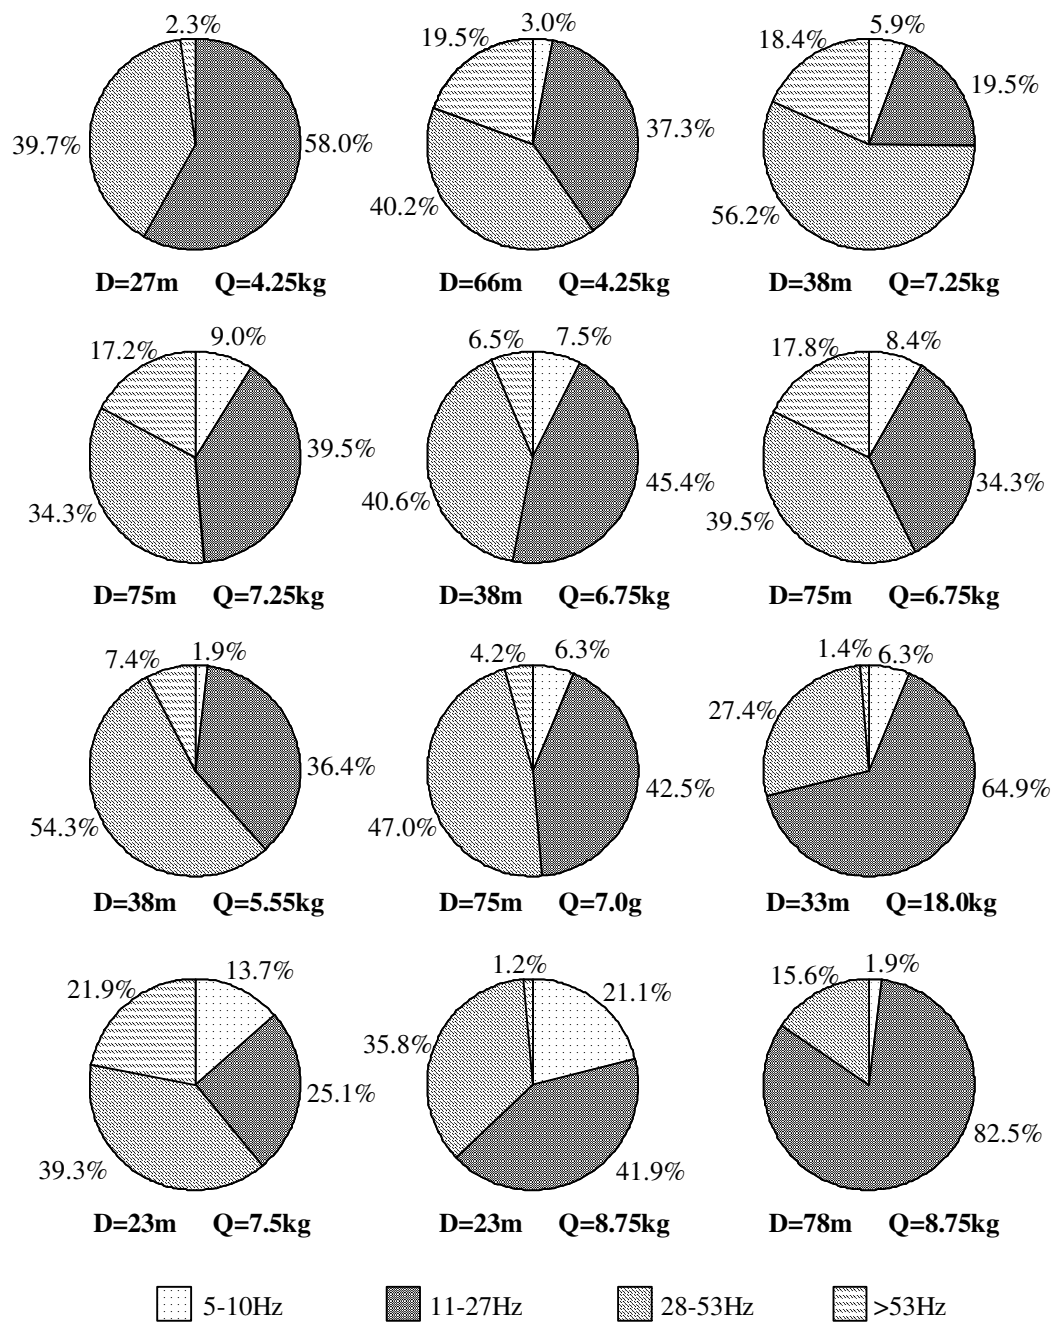 2.3%
39.7%
58.0%
D=27m Q=4.25kg
3.0%
19.5%
37.3%
40.2%
D=66m Q=4.25kg
5.9%
18.4%
19.5%
56.2%
D=38m Q=7.25kg
9.0%
17.2%
39.5%
34.3%
D=75m Q=7.25kg
6.5%
7.5%
45.4%
40.6%
D=38m Q=6.75kg
17.8%
8.4%
34.3%
39.5%
D=75m Q=6.75kg
7.4%
1.9%
36.4%
54.3%
D=38m Q=5.55kg
4.2%
6.3%
42.5%
47.0%
D=75m Q=7.0g
1.4%
6.3%
27.4%
64.9%
D=33m Q=18.0kg
13.7%
21.9%
25.1%
39.3%
D=23m Q=7.5kg
1.2%
21.1%
35.8%
41.9%
D=23m Q=8.75kg
15.6%
1.9%
82.5%
D=78m Q=8.75kg
5-10Hz
11-27Hz
28-53Hz
>53Hz